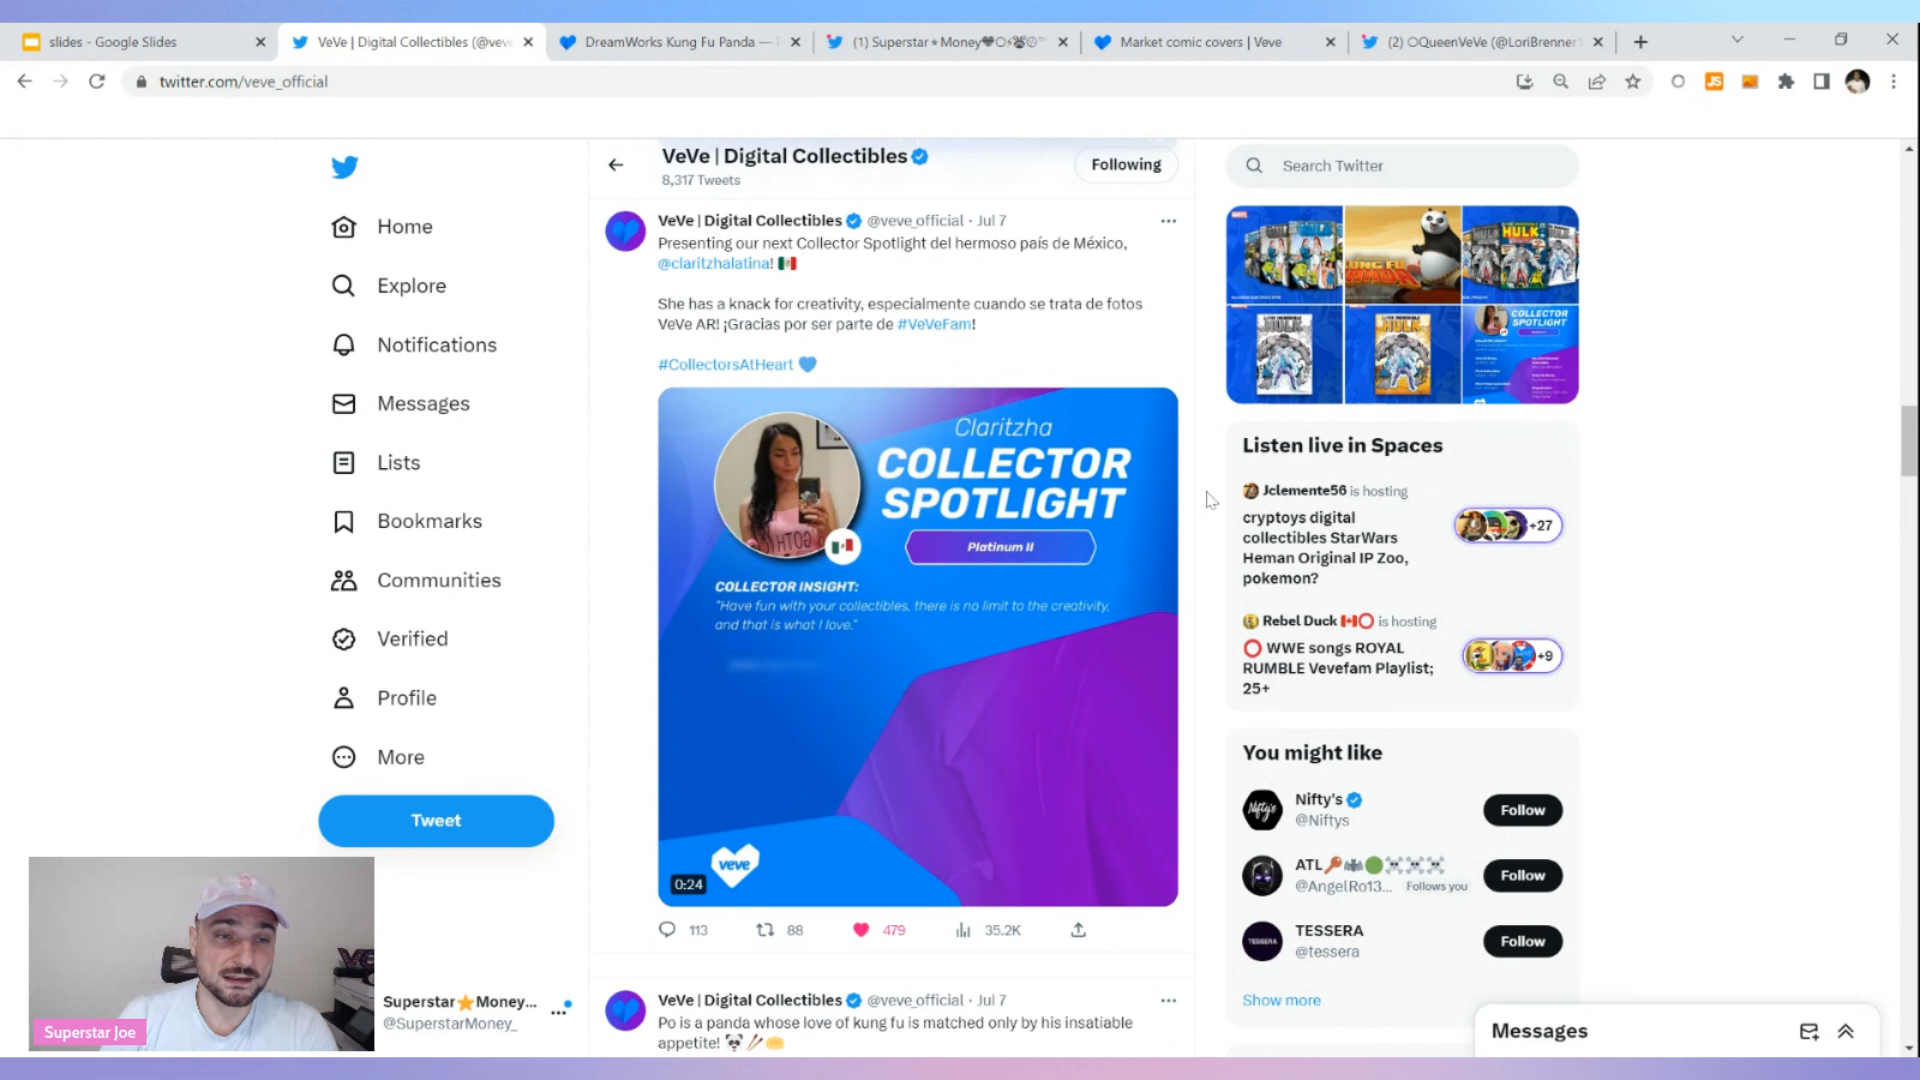 slides - Google Slides
VeVe | Digital Collectibles (@veve
DreamWorks Kung Fu Panda —
(1) Superstar⭐Money
Market comic covers | Veve
(2) ⭕QueenVeVe (@LoriBrenner1
twitter.com/veve_official
VeVe | Digital Collectibles
8,317 Tweets
Following
Search Twitter
Home
Explore
Notifications
Messages
Lists
Bookmarks
Communities
Verified
Profile
More
Tweet
VeVe | Digital Collectibles @veve_official · Jul 7
Presenting our next Collector Spotlight del hermoso país de México,
@claritzhalatina! 🇲🇽
She has a knack for creativity, especialmente cuando se trata de fotos
VeVe AR! ¡Gracias por ser parte de #VeVeFam!
#CollectorsAtHeart 💙
Claritzha
COLLECTOR
SPOTLIGHT
Platinum II
COLLECTOR INSIGHT:
"Have fun with your collectibles, there is no limit to the creativity,
and that is what I love."
veve
0:24
113
88
479
35.2K
VeVe | Digital Collectibles @veve_official · Jul 7
Po is a panda whose love of kung fu is matched only by his insatiable
appetite! 🐼🥢🥮
HULK
COLLECTOR
SPOTLIGHT
Listen live in Spaces
Jclemente56 is hosting
cryptoys digital
collectibles StarWars
Heman Original IP Zoo,
pokemon?
+27
Rebel Duck 🇨🇦⭕ is hosting
⭕ WWE songs ROYAL
RUMBLE Vevefam Playlist;
25+
+9
You might like
Nifty's
@Niftys
Follow
ATL🔑🦇🟢☠☠☠
@AngelRo13... Follows you
Follow
TESSERA
TESSERA
@tessera
Follow
Show more
Messages
Superstar⭐Money...
@SuperstarMoney_
Superstar Joe